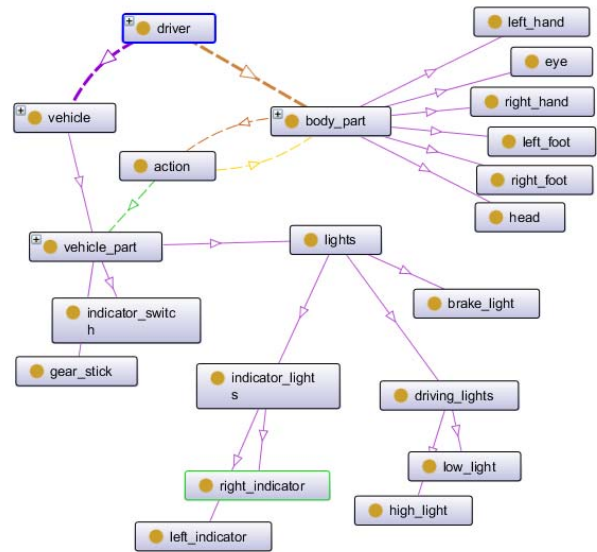 driver
left_hand
eye
vehicle
right_hand
body_part
left_foot
action
right_foot
head
vehicle_part
lights
brake_light
indicator_switc
h
gear_stick
indicator_light
s
driving_lights
right_indicator
low_light
high_light
left_indicator